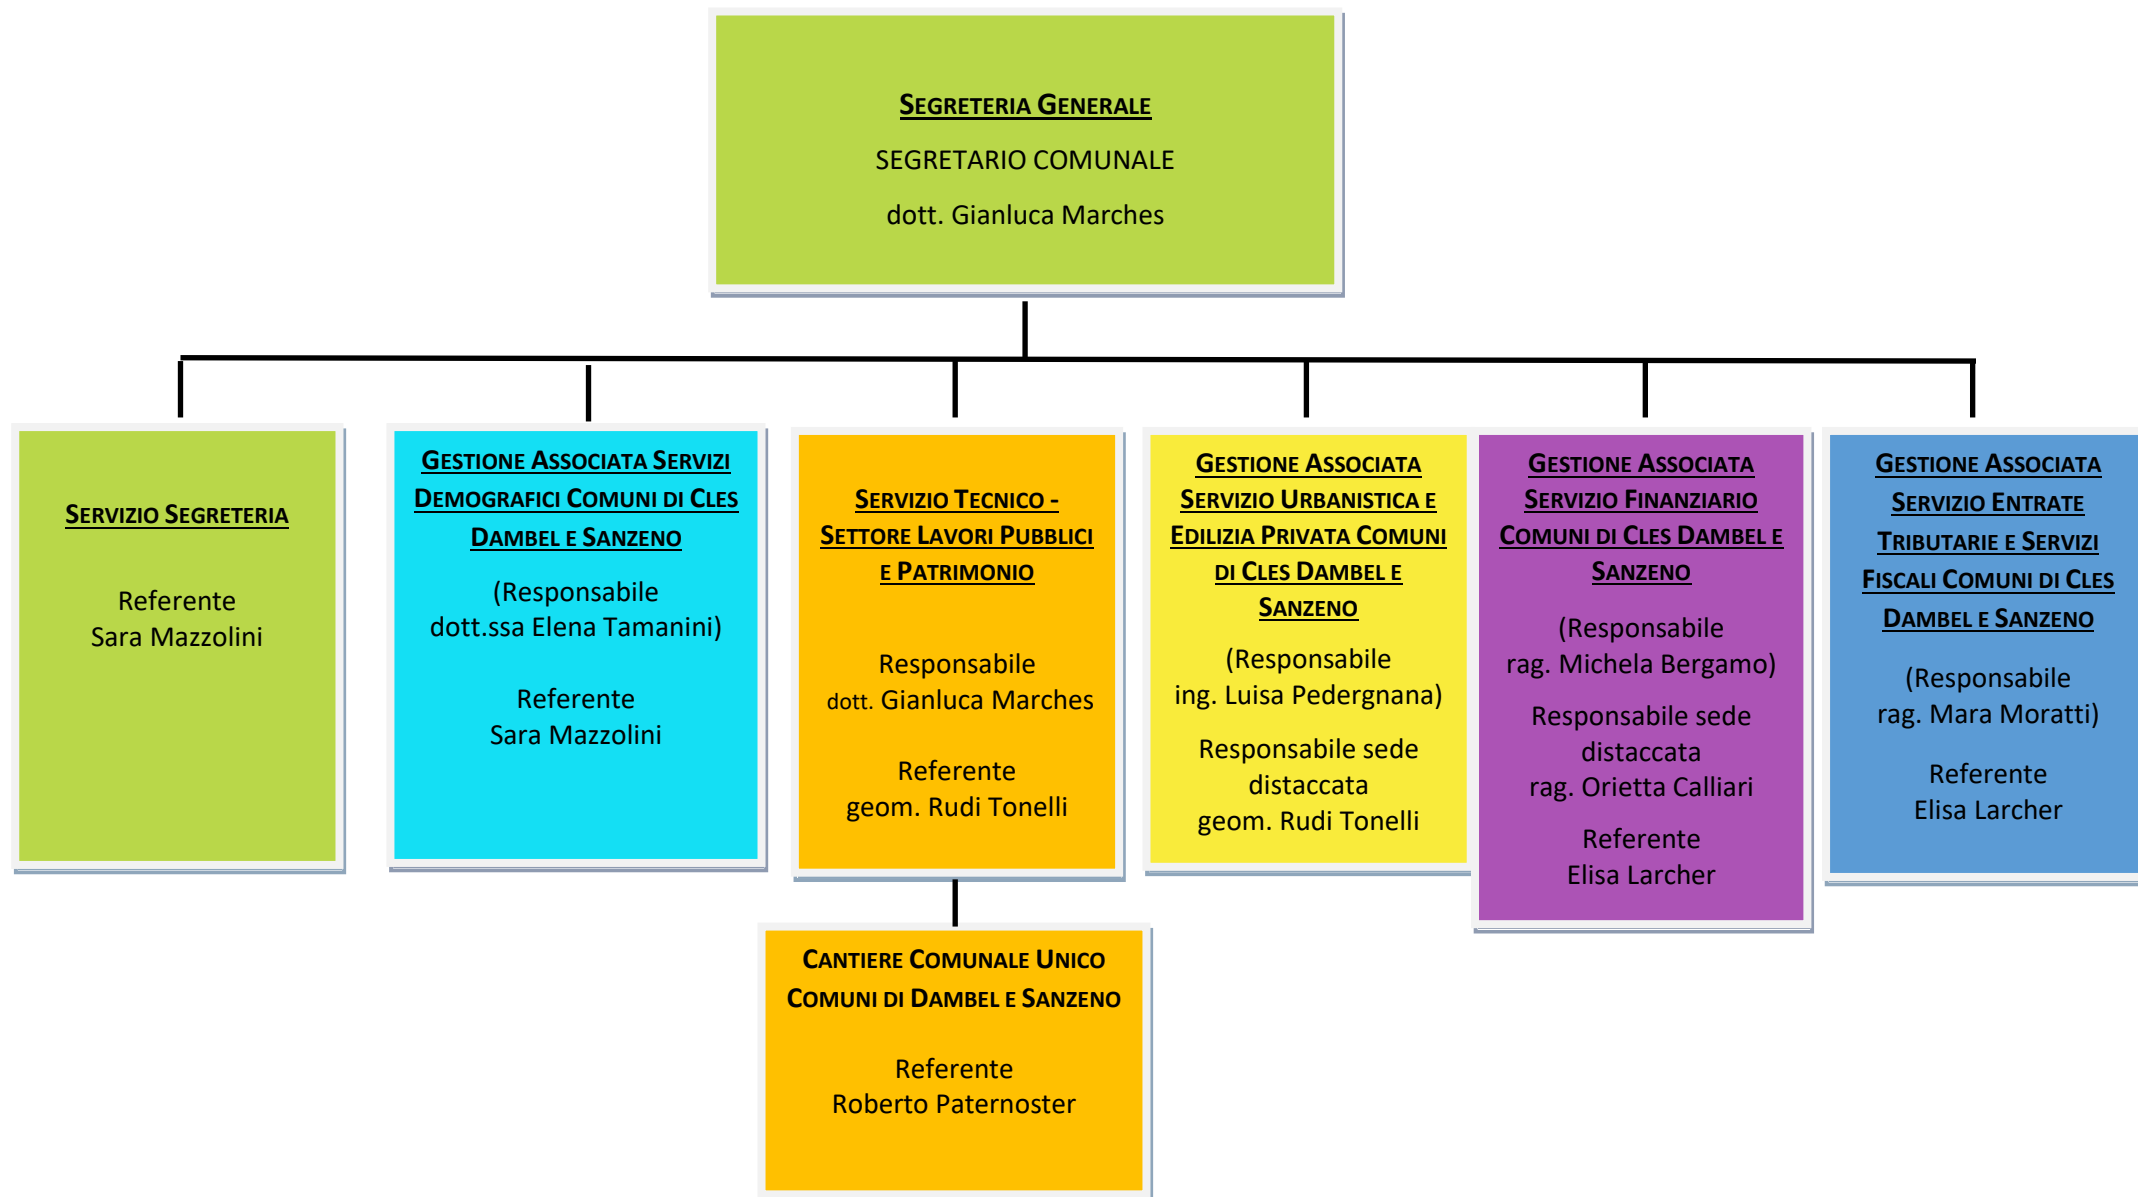 SEGRETERIA GENERALE
SEGRETARIO COMUNALE
dott. Gianluca Marches
SERVIZIO SEGRETERIA
Referente
Sara Mazzolini
GESTIONE ASSOCIATA SERVIZI
DEMOGRAFICI COMUNI DI CLES
DAMBEL E SANZENO
(Responsabile
dott.ssa Elena Tamanini)
Referente
Sara Mazzolini
SERVIZIO TECNICO -
SETTORE LAVORI PUBBLICI
E PATRIMONIO
Responsabile
dott. Gianluca Marches
Referente
geom. Rudi Tonelli
GESTIONE ASSOCIATA
SERVIZIO URBANISTICA E
EDILIZIA PRIVATA COMUNI
DI CLES DAMBEL E
SANZENO
(Responsabile
ing. Luisa Pedergnana)
Responsabile sede
distaccata
geom. Rudi Tonelli
GESTIONE ASSOCIATA
SERVIZIO FINANZIARIO
COMUNI DI CLES DAMBEL E
SANZENO
(Responsabile
rag. Michela Bergamo)
Responsabile sede
distaccata
rag. Orietta Calliari
Referente
Elisa Larcher
GESTIONE ASSOCIATA
SERVIZIO ENTRATE
TRIBUTARIE E SERVIZI
FISCALI COMUNI DI CLES
DAMBEL E SANZENO
(Responsabile
rag. Mara Moratti)
Referente
Elisa Larcher
CANTIERE COMUNALE UNICO
COMUNI DI DAMBEL E SANZENO
Referente
Roberto Paternoster